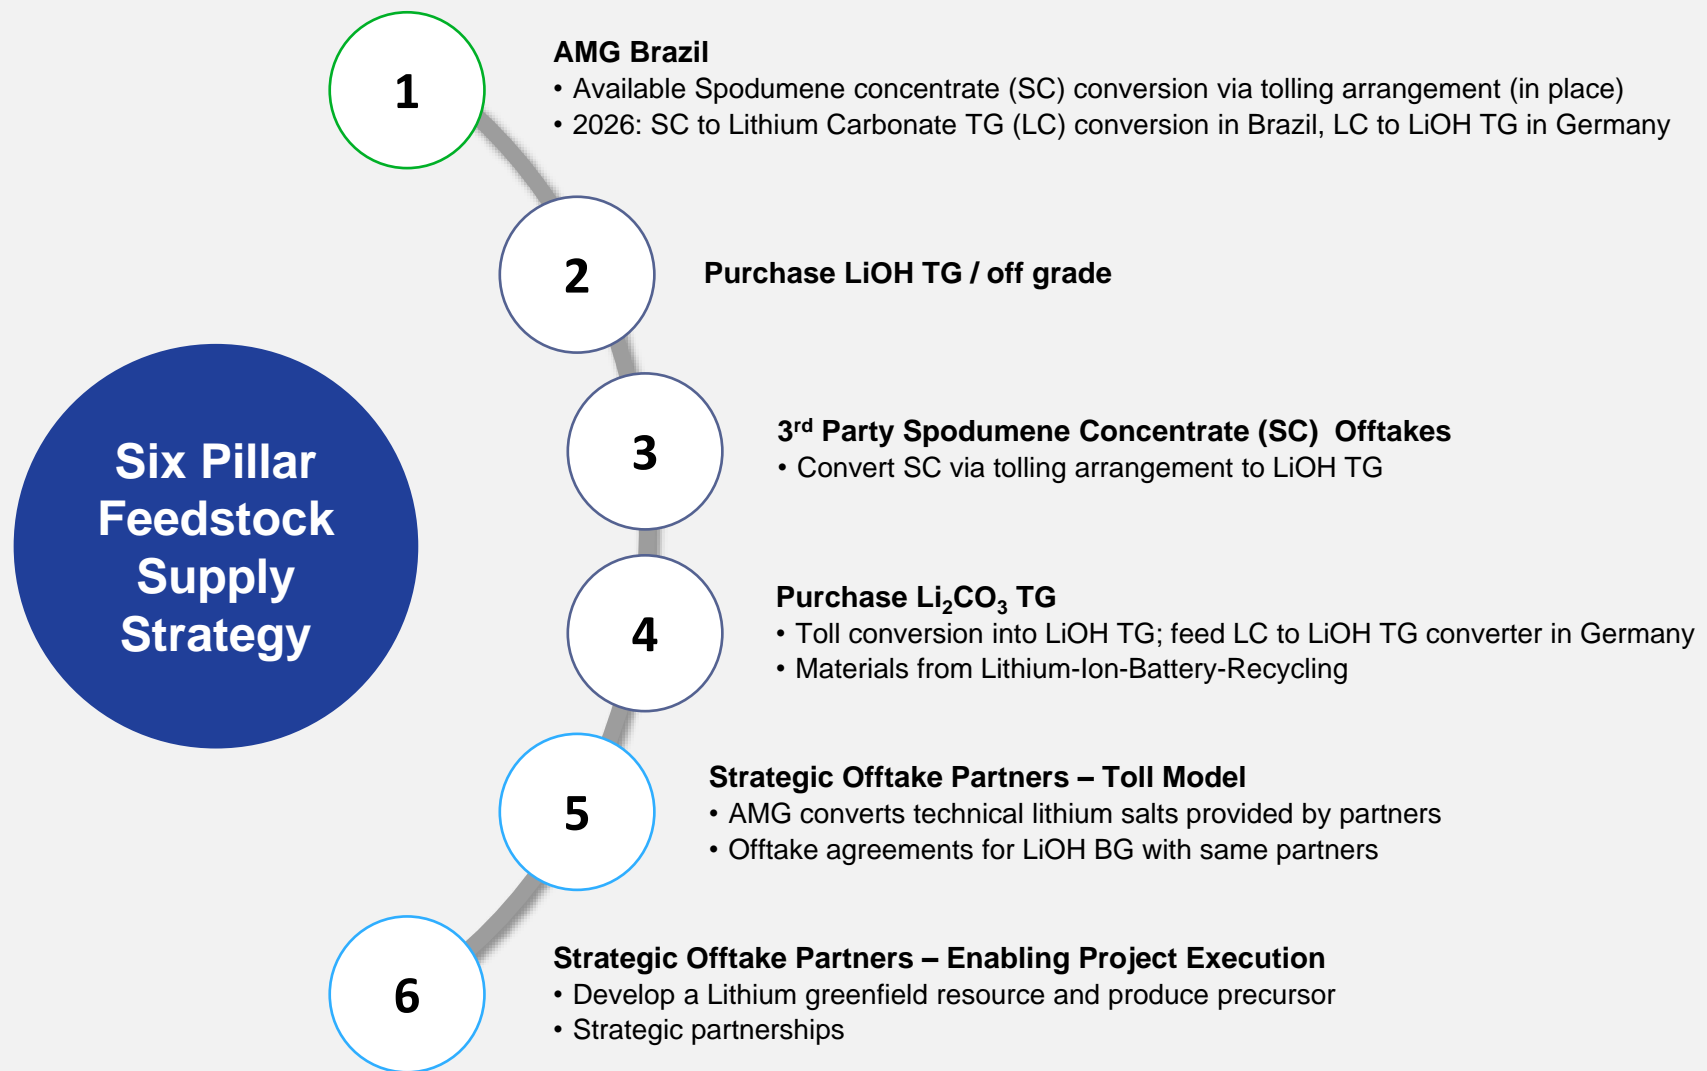 Six Pillar
Feedstock
Supply
Strategy
1
AMG Brazil
• Available Spodumene concentrate (SC) conversion via tolling arrangement (in place)
• 2026: SC to Lithium Carbonate TG (LC) conversion in Brazil, LC to LiOH TG in Germany
2
Purchase LiOH TG / off grade
3
3rd Party Spodumene Concentrate (SC)  Offtakes
• Convert SC via tolling arrangement to LiOH TG
4
Purchase Li₂CO₃ TG
• Toll conversion into LiOH TG; feed LC to LiOH TG converter in Germany
• Materials from Lithium-Ion-Battery-Recycling
5
Strategic Offtake Partners – Toll Model
• AMG converts technical lithium salts provided by partners
• Offtake agreements for LiOH BG with same partners
6
Strategic Offtake Partners – Enabling Project Execution
• Develop a Lithium greenfield resource and produce precursor
• Strategic partnerships